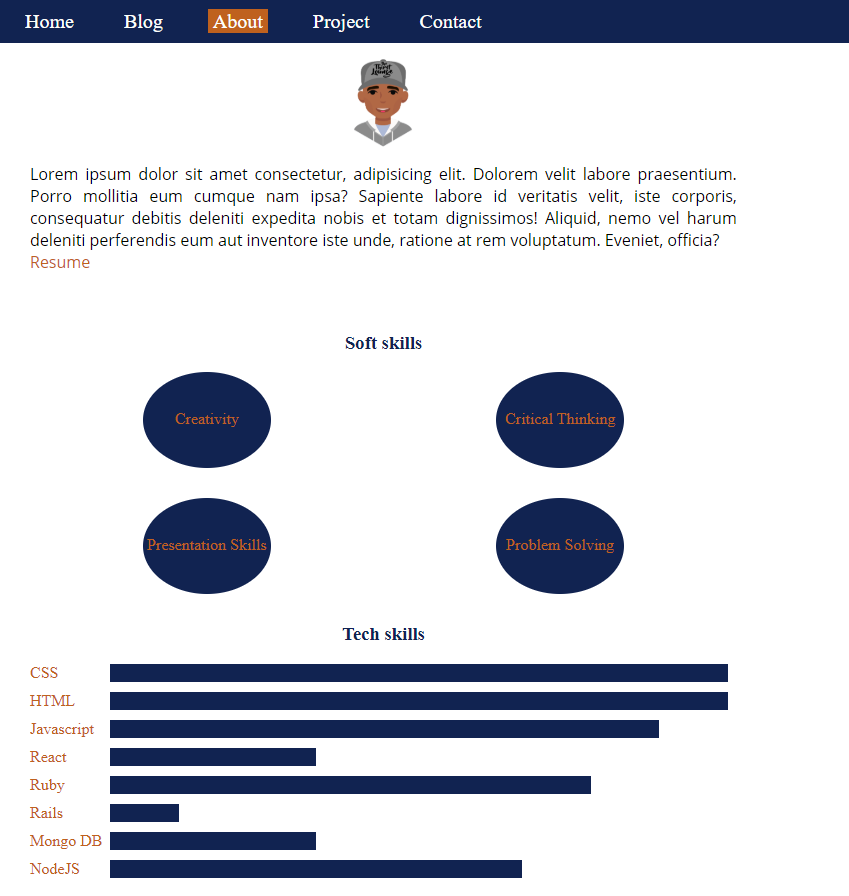 Home Blog About Project Contact
The
Third
Lounge
Lorem ipsum dolor sit amet consectetur, adipisicing elit. Dolorem velit labore praesentium.
Porro mollitia eum cumque nam ipsa? Sapiente labore id veritatis velit, iste corporis,
consequatur debitis deleniti expedita nobis et totam dignissimos! Aliquid, nemo vel harum
deleniti perferendis eum aut inventore iste unde, ratione at rem voluptatum. Eveniet, officia?
Resume
Soft skills
Creativity Critical Thinking
Presentation Skills Problem Solving
Tech skills
CSS
HTML
Javascript
React
Ruby
Rails
Mongo DB
NodeJS